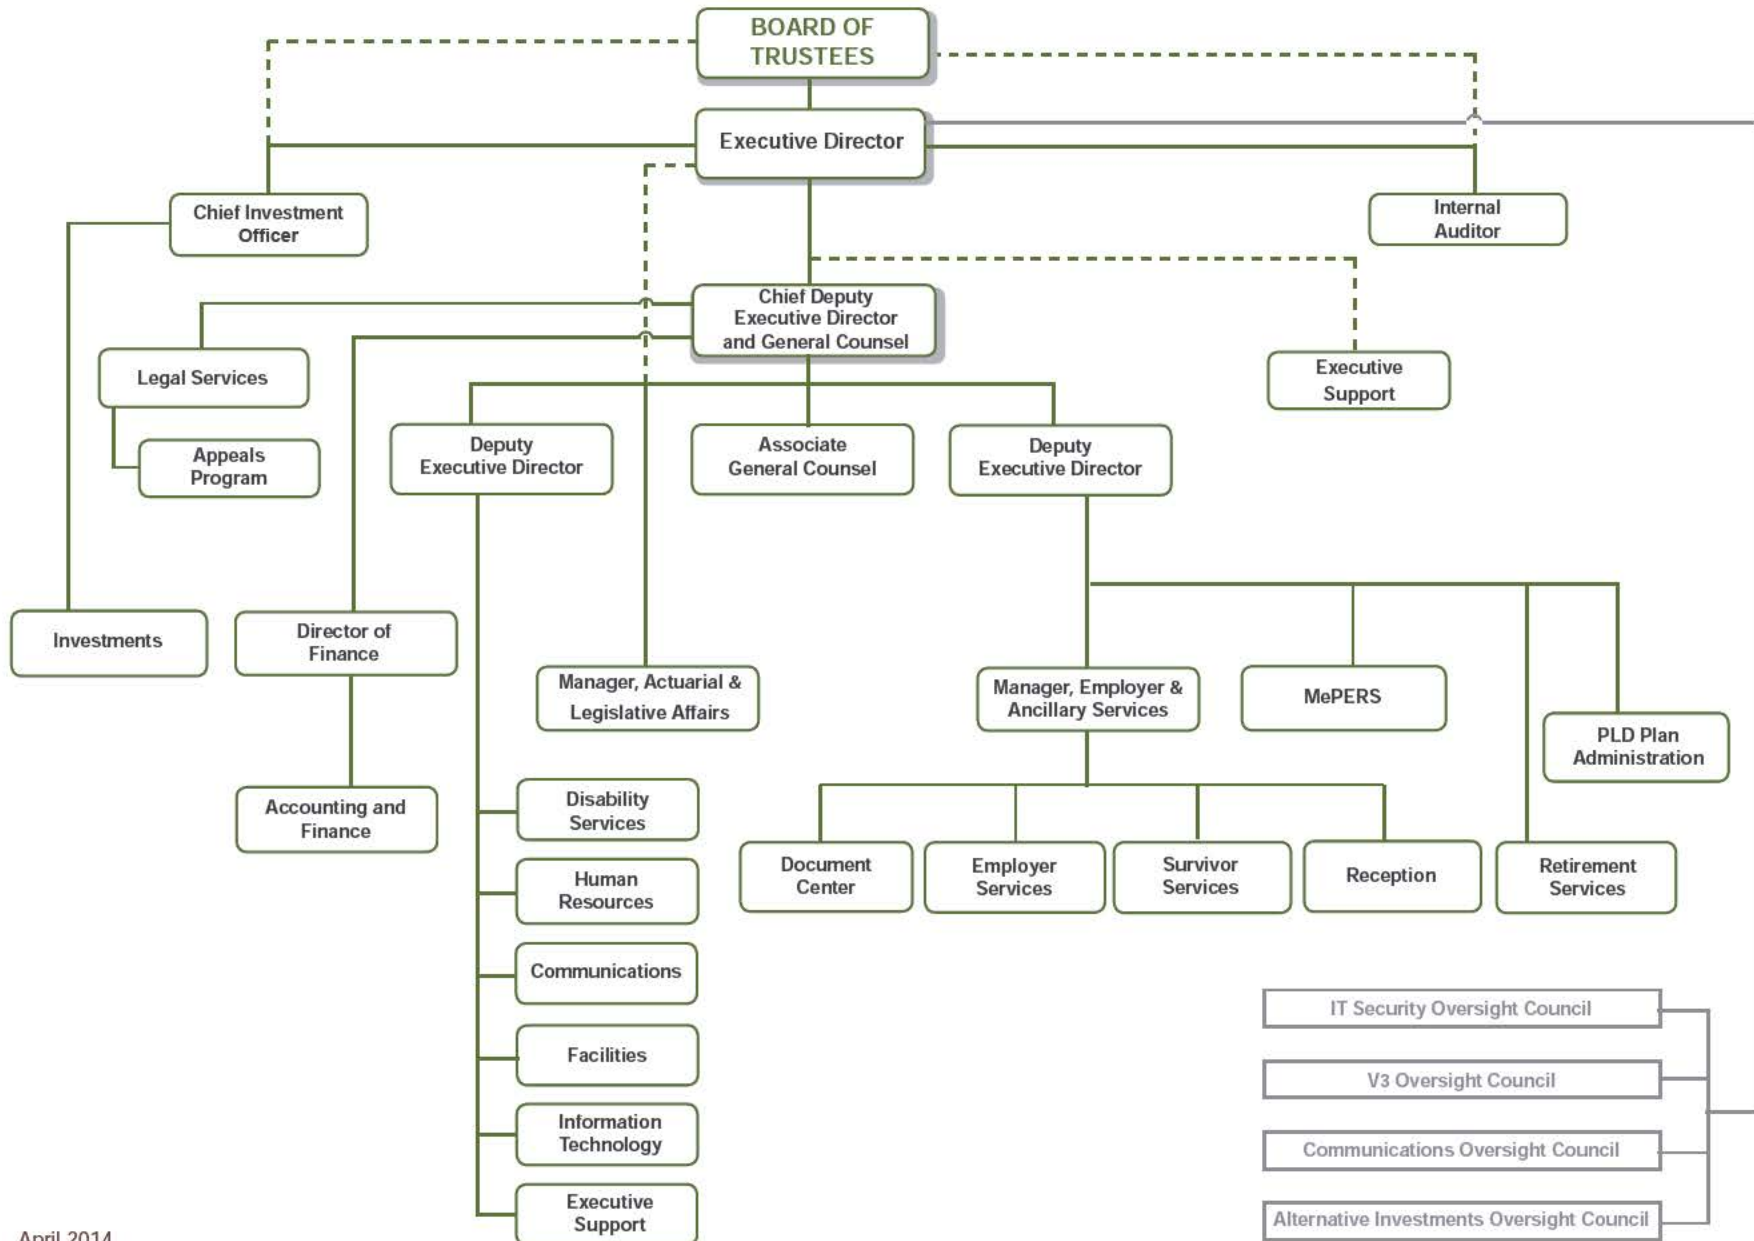 BOARD OF
TRUSTEES
Executive Director
Chief Investment
Officer
Internal
Auditor
Chief Deputy
Executive Director
and General Counsel
Executive
Support
Legal Services
Appeals
Program
Deputy
Executive Director
Associate
General Counsel
Deputy
Executive Director
Investments
Director of
Finance
Manager, Actuarial &
Legislative Affairs
Manager, Employer &
Ancillary Services
MePERS
PLD Plan
Administration
Accounting and
Finance
Disability
Services
Human
Resources
Communications
Facilities
Information
Technology
Executive
Support
Document
Center
Employer
Services
Survivor
Services
Reception
Retirement
Services
IT Security Oversight Council
V3 Oversight Council
Communications Oversight Council
Alternative Investments Oversight Council
April 2014